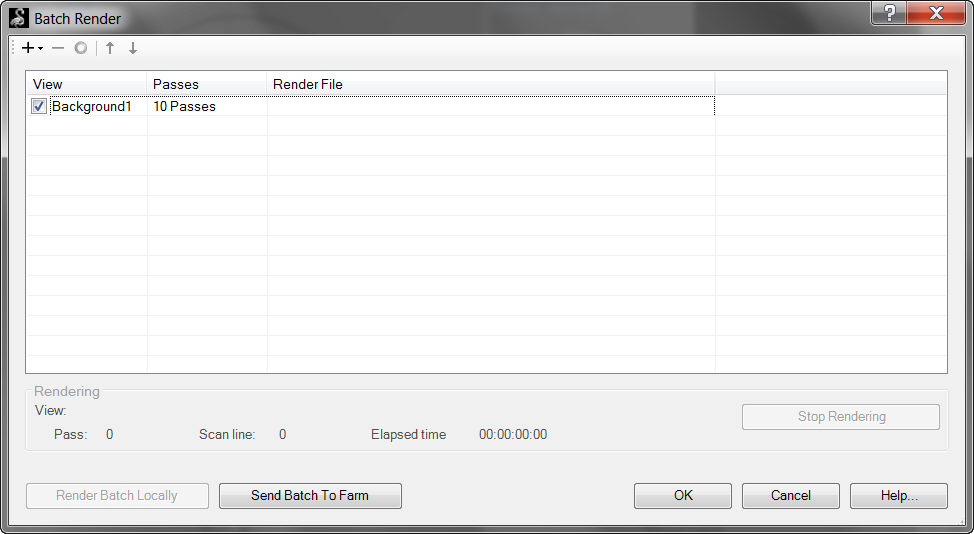 Batch Render
View Passes Render File
Background1 10 Passes
Rendering
View:
Pass: 0 Scan line: 0 Elapsed time 00:00:00:00
Stop Rendering
Render Batch Locally Send Batch To Farm OK Cancel Help...